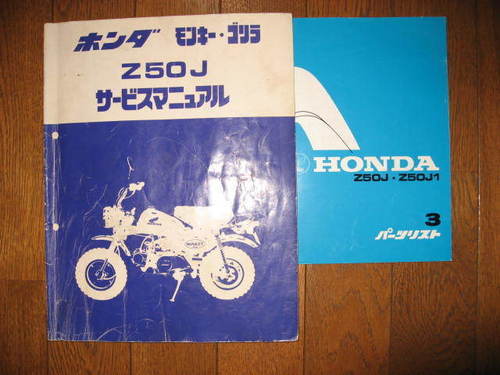 ホンダ モンキー・ゴリラ
Z50J
サービスマニュアル
MONKEY
HONDA
Z50J・Z50J1
3
パーツリスト